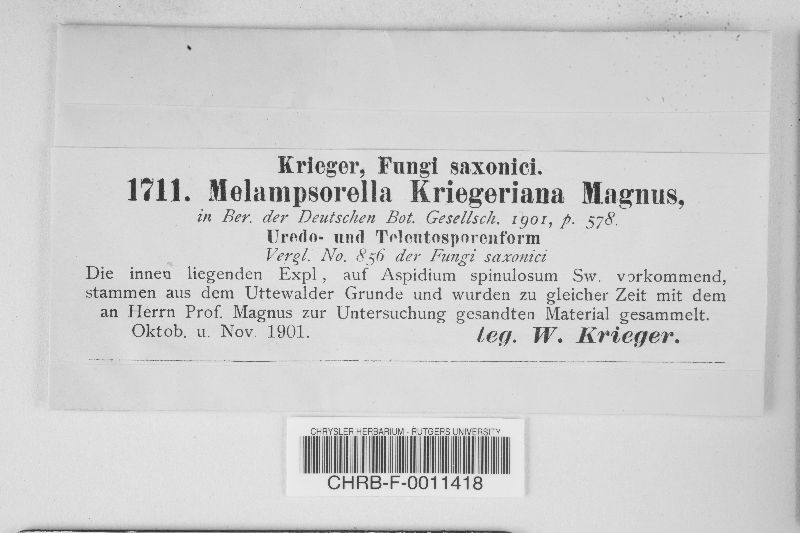 Krieger, Fungi saxonici.
1711. Melampsorella Kriegeriana Magnus,
in Ber. der Deutschen Bot. Gesellsch. 1901, p. 578.
Uredo- und Teleutosporenform
Vergl. No. 856 der Fungi saxonici
Die innen liegenden Expl, auf Aspidium spinulosum Sw. vorkommend,
stammen aus dem Uttewalder Grunde und wurden zu gleicher Zeit mit dem
an Herrn Prof. Magnus zur Untersuchung gesandten Material gesammelt.
Oktob. u. Nov. 1901. leg. W. Krieger.
CHRYSLER HERBARIUM - RUTGERS UNIVERSITY
CHRB-F-0011418